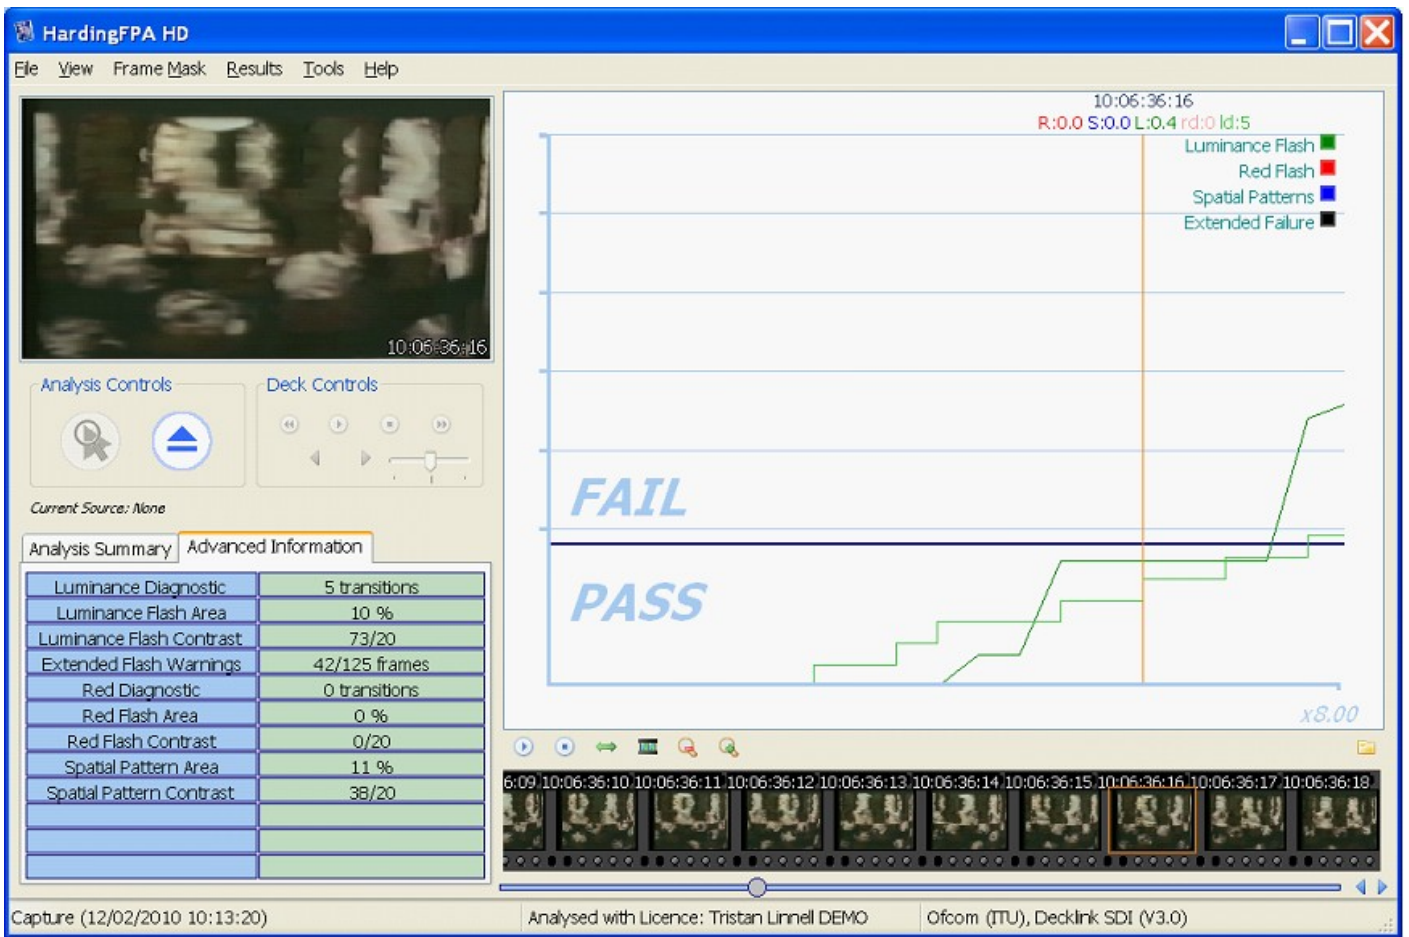 HardingFPA HD
File View Frame Mask Results Tools Help
10:06:36:16
Analysis Controls
Deck Controls
Current Source: None
Analysis Summary Advanced Information
Luminance Diagnostic 5 transitions
Luminance Flash Area 10 %
Luminance Flash Contrast 73/20
Extended Flash Warnings 42/125 frames
Red Diagnostic 0 transitions
Red Flash Area 0 %
Red Flash Contrast 0/20
Spatial Pattern Area 11 %
Spatial Pattern Contrast 38/20
10:06:36:16
R:0.0 S:0.0 L:0.4 rd:0 ld:5
Luminance Flash
Red Flash
Spatial Patterns
Extended Failure
FAIL
PASS
x8.00
6:09 10:06:36:10 10:06:36:11 10:06:36:12 10:06:36:13 10:06:36:14 10:06:36:15 10:06:36:16 10:06:36:17 10:06:36:18
Capture (12/02/2010 10:13:20) Analysed with Licence: Tristan Linnell DEMO Ofcom (ITU), Decklink SDI (V3.0)